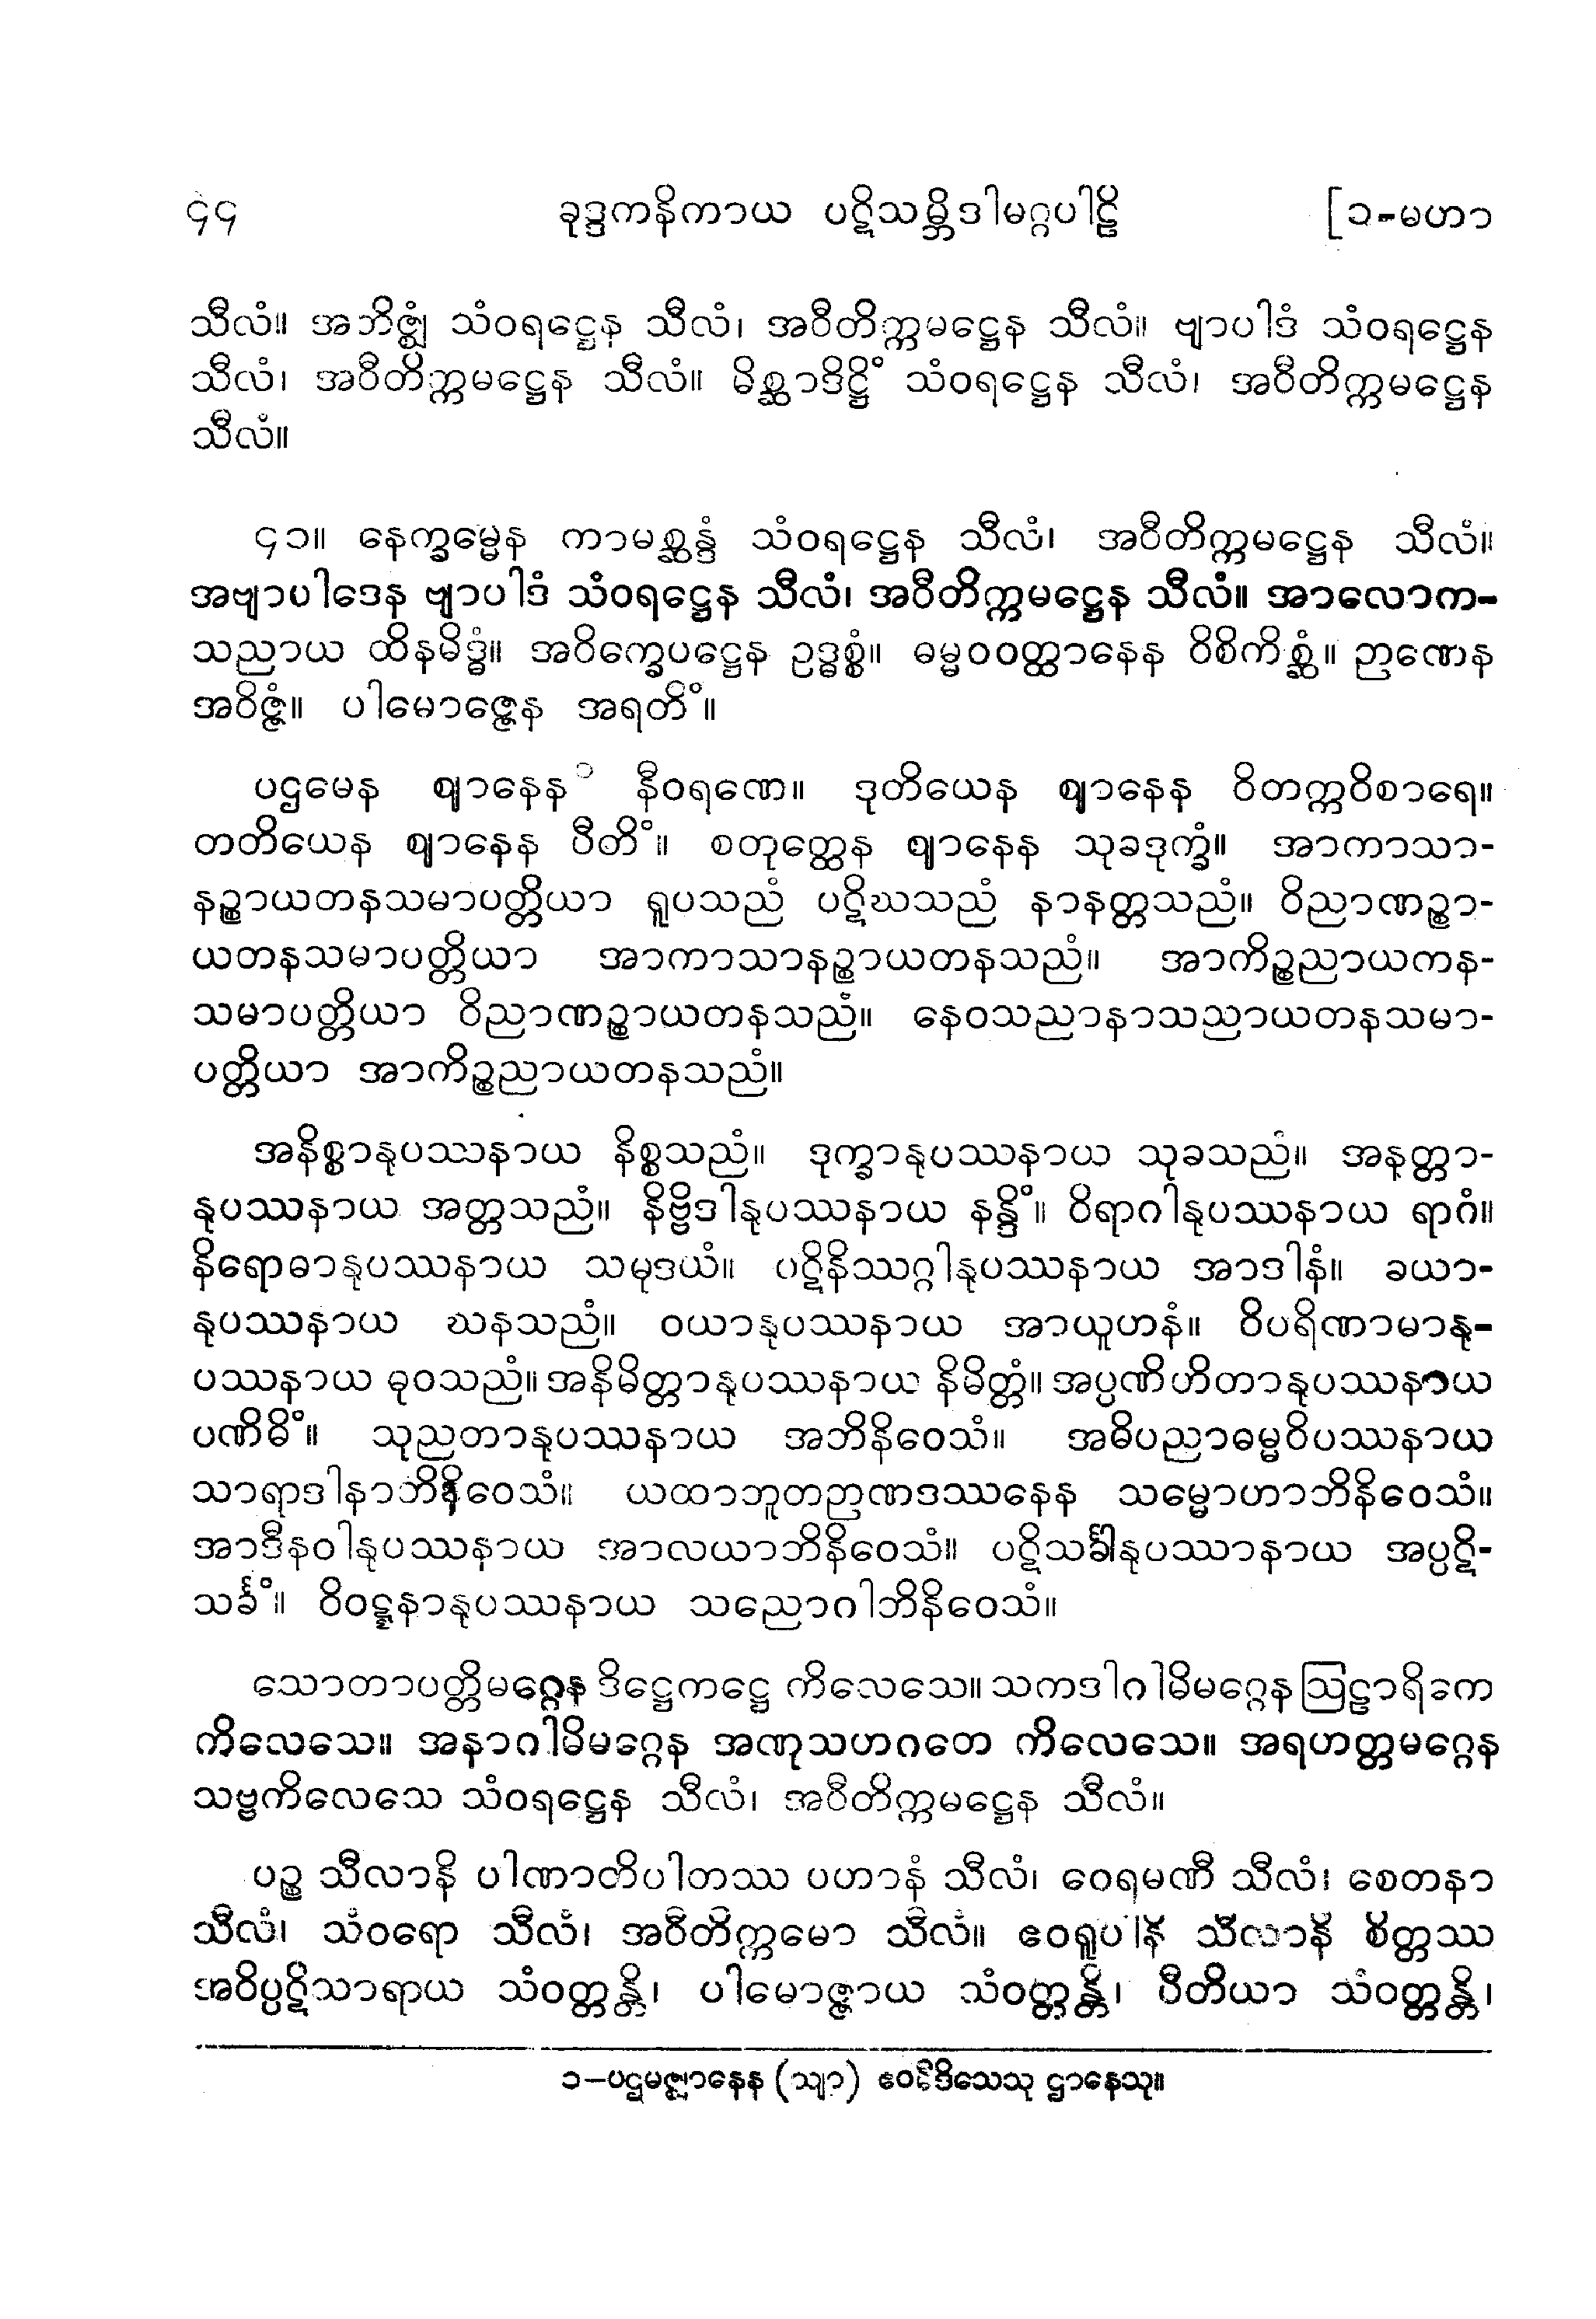 ၄၄ ခုဒ္ဒကနိကာယ ပဋိသမ္ဘိဒါမဂ္ဂပါဠိ [၁-မဟာ
သီလံ။ အဘိဇ္ဈံ သံဝရဋ္ဌေန သီလံ၊ အဝီတိက္ကမဋ္ဌေန သီလံ။ ဗျာပါဒံ သံဝရဋ္ဌေန
သီလံ၊ အဝီတိက္ကမဋ္ဌေန သီလံ။ မိစ္ဆာဒိဋ္ဌိံ သံဝရဋ္ဌေန သီလံ၊ အဝီတိက္ကမဋ္ဌေန
သီလံ။
၄၁။ နေက္ခမ္မေန ကာမစ္ဆန္ဒံ သံဝရဋ္ဌေန သီလံ၊ အဝီတိက္ကမဋ္ဌေန သီလံ။
အဗျာပါဒေန ဗျာပါဒံ သံဝရဋ္ဌေန သီလံ၊ အဝီတိက္ကမဋ္ဌေန သီလံ။ အာလောက-
သညာယ ထိနမိဒ္ဓံ။ အဝိက္ခေပဋ္ဌေန ဥဒ္ဓစ္စံ။ ဓမ္မဝဝတ္ထာနေန ဝိစိကိစ္ဆံ။ ဉာဏေန
အဝိဇ္ဇံ။ ပါမောဇ္ဇေန အရတိံ။
ပဌမေန ဈာနေန ၁ နီဝရဏေ။ ဒုတိယေန ဈာနေန ဝိတက္ကဝိစာရေ။
တတိယေန ဈာနေန ပီတိံ။ စတုတ္ထေန ဈာနေန သုခဒုက္ခံ။ အာကာသာ-
နဉ္စာယတနသမာပတ္တိယာ ရူပသညံ ပဋိဃသညံ နာနတ္တသညံ။ ဝိညာဏဉ္စာ-
ယတနသမာပတ္တိယာ အာကာသာနဉ္စာယတနသညံ။ အာကိဉ္စညာယကန-
သမာပတ္တိယာ ဝိညာဏဉ္စာယတနသညံ။ နေဝသညာနာသညာယတနသမာ-
ပတ္တိယာ အာကိဉ္စညာယတနသညံ။
အနိစ္စာနုပဿနာယ နိစ္စသညံ။ ဒုက္ခာနုပဿနာယ သုခသညံ။ အနတ္တာ-
နုပဿနာယ အတ္တသညံ။ နိဗ္ဗိဒါနုပဿနာယ နန္ဒိံ။ ဝိရာဂါနုပဿနာယ ရာဂံ။
နိရောဓာနုပဿနာယ သမုဒယံ။ ပဋိနိဿဂ္ဂါနုပဿနာယ အာဒါနံ။ ခယာ-
နုပဿနာယ ဃနသညံ။ ဝယာနုပဿနာယ အာယူဟနံ။ ဝိပရိဏာမာနု-
ပဿနာယ ဓုဝသညံ။ အနိမိတ္တာနုပဿနာယ နိမိတ္တံ။ အပ္ပဏိဟိတာနုပဿနာယ
ပဏိဓိံ။ သုညတာနုပဿနာယ အဘိနိဝေသံ။ အဓိပညာဓမ္မဝိပဿနာယ
သာရာဒါနာဘိနိဝေသံ။ ယထာဘူတဉာဏဒဿနေန သမ္မောဟာဘိနိဝေသံ။
အာဒီနဝါနုပဿနာယ အာလယာဘိနိဝေသံ။ ပဋိသင်္ခါနုပဿာနာယ အပ္ပဋိ-
သင်္ခံ။ ဝိဝဋ္ဋနာနုပဿနာယ သညောဂါဘိနိဝေသံ။
သောတာပတ္တိမဂ္ဂေန ဒိဋ္ဌေကဋ္ဌေ ကိလေသေ။ သကဒါဂါမိမဂ္ဂေန ဩဠာရိကေ
ကိလေသေ။ အနာဂါမိမဂ္ဂေန အဏုသဟဂတေ ကိလေသေ။ အရဟတ္တမဂ္ဂေန
သဗ္ဗကိလေသေ သံဝရဋ္ဌေန သီလံ၊ အဝီတိက္ကမဋ္ဌေန သီလံ။
ပဉ္စ သီလာနိ ပါဏာတိပါတဿ ပဟာနံ သီလံ၊ ဝေရမဏီ သီလံ၊ စေတနာ
သီလံ၊ သံဝရော သီလံ၊ အဝီတိက္ကမော သီလံ။ ဧဝရူပါနိ သီလာနိ စိတ္တဿ
အဝိပ္ပဋိသာရာယ သံဝတ္တန္တိ၊ ပါမောဇ္ဇာယ သံဝတ္တန္တိ၊ ပီတိယာ သံဝတ္တန္တိ၊
၁–ပဌမဇ္ဈာနေန (သျာ) ဧဝမီဒိသေသု ဌာနေသု။